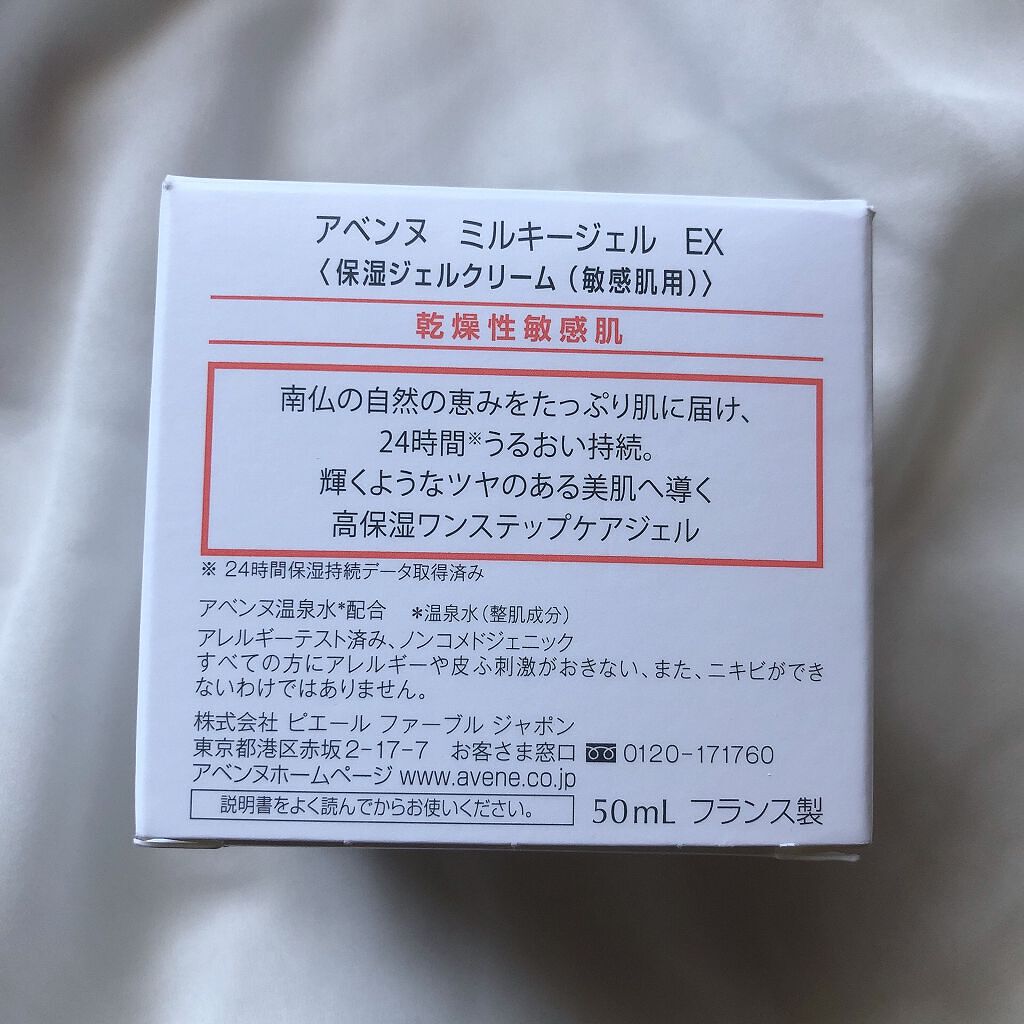 アベンヌ ミルキージェル EX
〈保湿ジェルクリーム（敏感肌用）〉
乾燥性敏感肌
南仏の自然の恵みをたっぷり肌に届け、
24時間※うるおい持続。
輝くようなツヤのある美肌へ導く
高保湿ワンステップケアジェル
※ 24時間保湿持続データ取得済み
アベンヌ温泉水*配合 *温泉水（整肌成分）
アレルギーテスト済み、ノンコメドジェニック
すべての方にアレルギーや皮ふ刺激がおきない、また、ニキビができ
ないわけではありません。
株式会社 ピエール ファーブル ジャポン
東京都港区赤坂2-17-7 お客さま窓口 0120-171760
アベンヌホームページ www.avene.co.jp
説明書をよく読んでからお使いください。 50mL フランス製